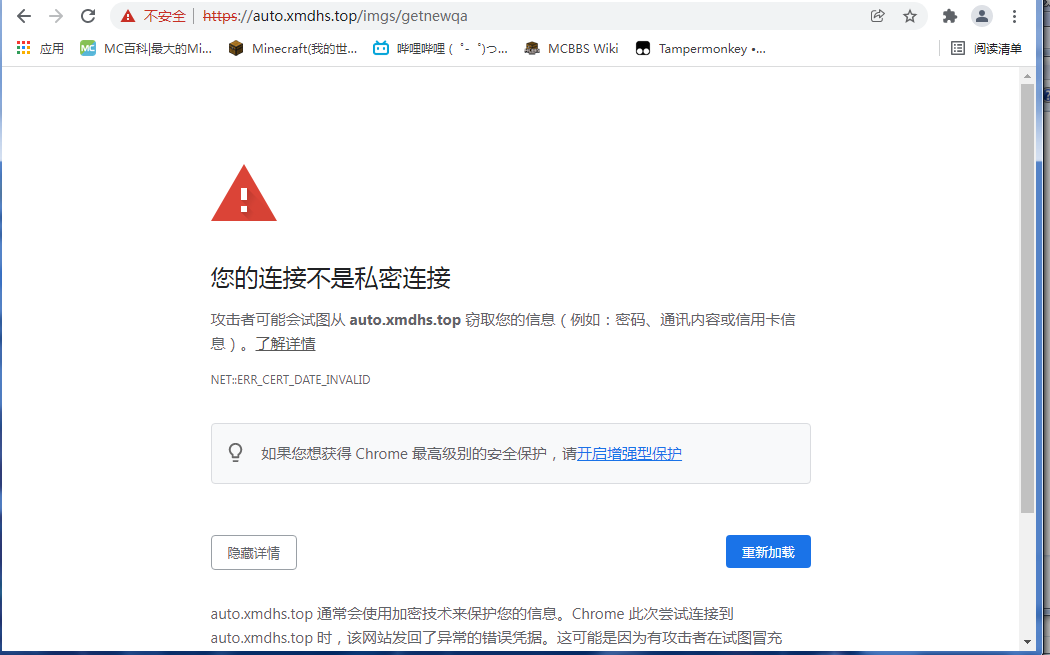 不安全 https://auto.xmdhs.top/imgs/getnewqa
应用 MC百科|最大的Mi... Minecraft(我的世... 哔哩哔哩 (゜-゜)つ... MCBBS Wiki Tampermonkey •... 阅读清单
您的连接不是私密连接
攻击者可能会试图从 auto.xmdhs.top 窃取您的信息（例如：密码、通讯内容或信用卡信
息）。了解详情
NET::ERR_CERT_DATE_INVALID
如果您想获得 Chrome 最高级别的安全保护，请开启增强型保护
隐藏详情 重新加载
auto.xmdhs.top 通常会使用加密技术来保护您的信息。Chrome 此次尝试连接到
auto.xmdhs.top 时，该网站发回了异常的错误凭据。这可能是因为有攻击者在试图冒充